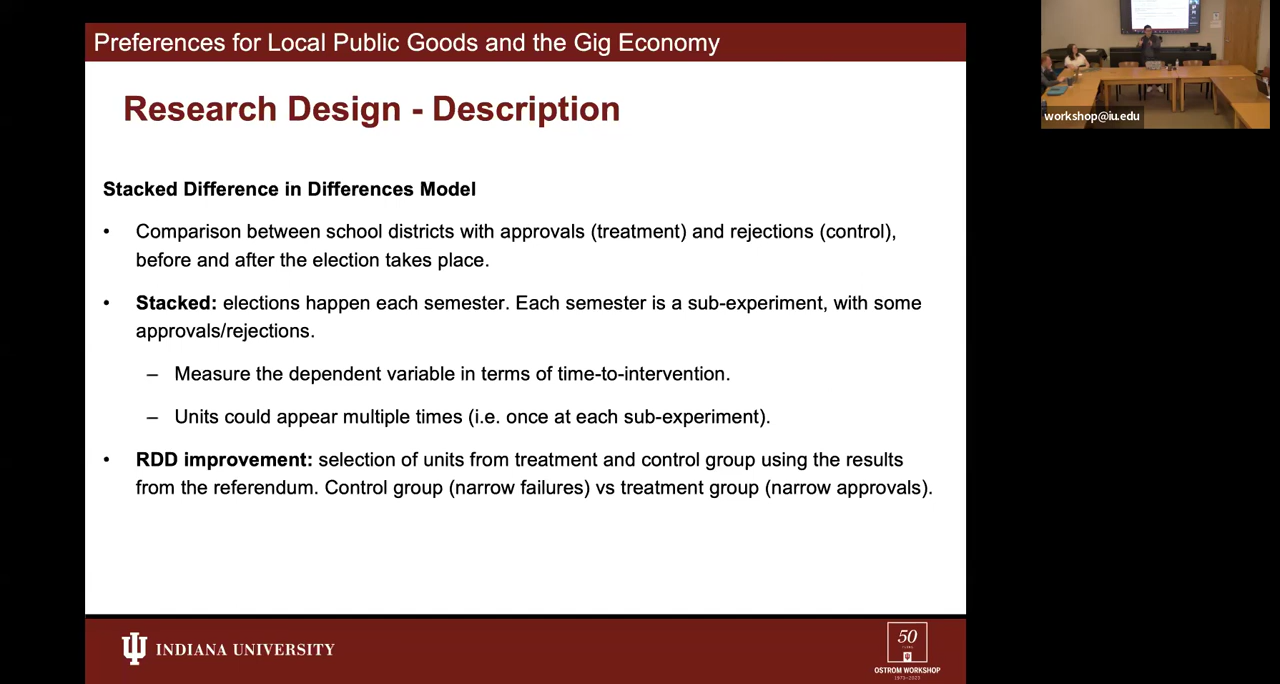 Preferences for Local Public Goods and the Gig Economy
Research Design - Description
Stacked Difference in Differences Model
• Comparison between school districts with approvals (treatment) and rejections (control),
before and after the election takes place.
• Stacked: elections happen each semester. Each semester is a sub-experiment, with some
approvals/rejections.
– Measure the dependent variable in terms of time-to-intervention.
– Units could appear multiple times (i.e. once at each sub-experiment).
• RDD improvement: selection of units from treatment and control group using the results
from the referendum. Control group (narrow failures) vs treatment group (narrow approvals).
INDIANA UNIVERSITY
50
OSTROM WORKSHOP
1973–2023
workshop@iu.edu